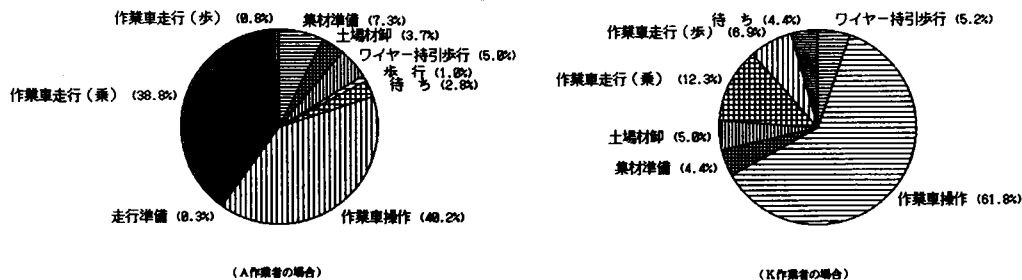 作業車走行(歩) (0.8%)
集材準備 (7.3%)
土場材卸 (3.7%)
ワイヤー持引歩行 (5.0%)
歩 行 (1.0%)
待 ち (2.8%)
作業車走行(乗) (38.8%)
走行準備 (0.3%)
作業車操作 (40.2%)
(A作業者の場合)
待 ち (4.4%)
ワイヤー持引歩行 (5.2%)
作業車走行(歩) (6.9%)
作業車走行(乗) (12.3%)
土場材卸 (5.0%)
集材準備 (4.4%)
作業車操作 (61.8%)
(K作業者の場合)